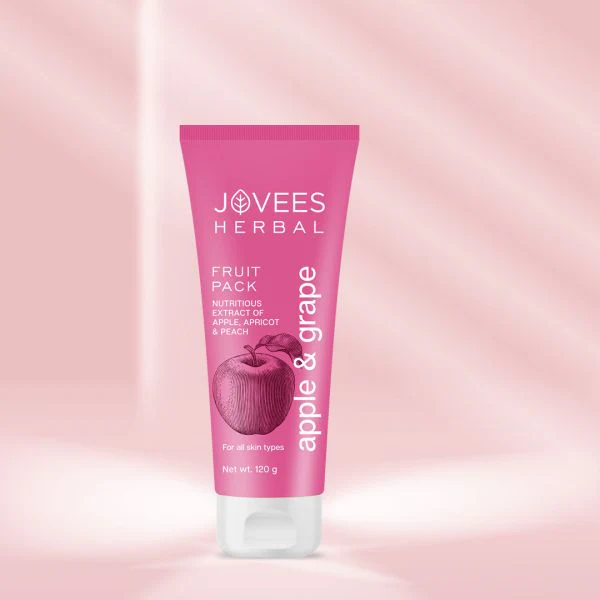 JOVEES
HERBAL
FRUIT
PACK
NUTRITIOUS
EXTRACT OF
APPLE, APRICOT
& PEACH
apple & grape
For all skin types
Net wt. 120 g